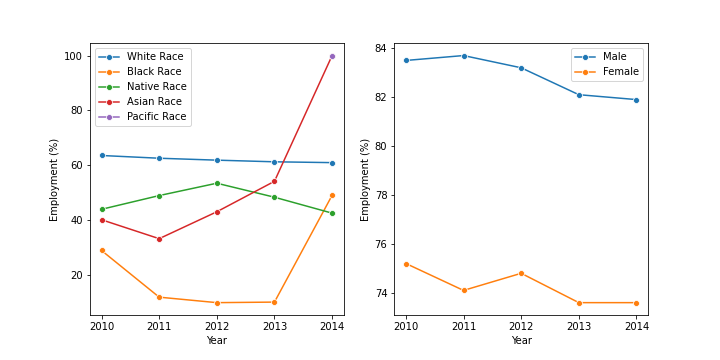 White Race
Black Race
Native Race
Asian Race
Pacific Race
100
80
60
40
20
Employment (%)
2010 2011 2012 2013 2014
Year
Male
Female
84
82
80
78
76
74
Employment (%)
2010 2011 2012 2013 2014
Year